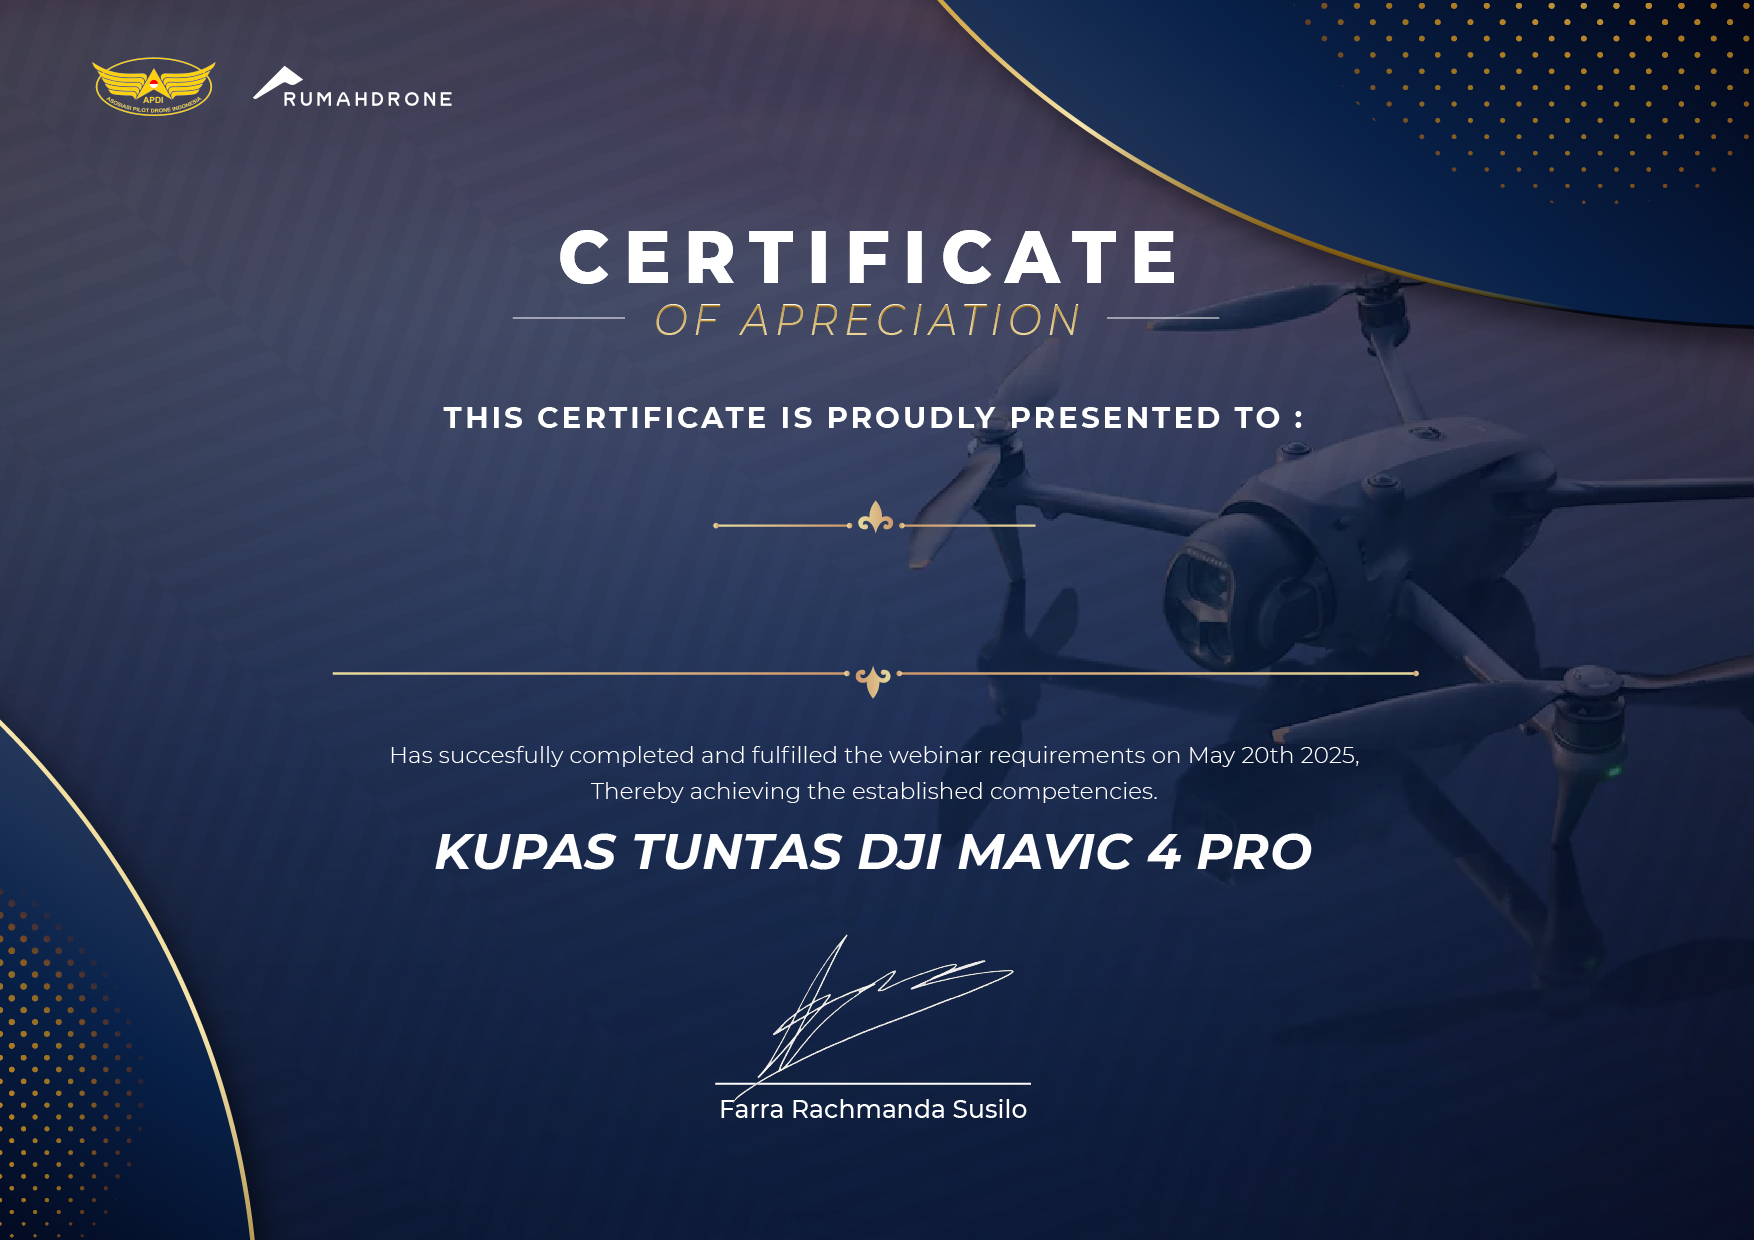 APDI
ASOSIASI PILOT DRONE INDONESIA
RUMAHDRONE
CERTIFICATE
OF APRECIATION
THIS CERTIFICATE IS PROUDLY PRESENTED TO :
Has succesfully completed and fulfilled the webinar requirements on May 20th 2025,
Thereby achieving the established competencies.
KUPAS TUNTAS DJI MAVIC 4 PRO
Farra Rachmanda Susilo